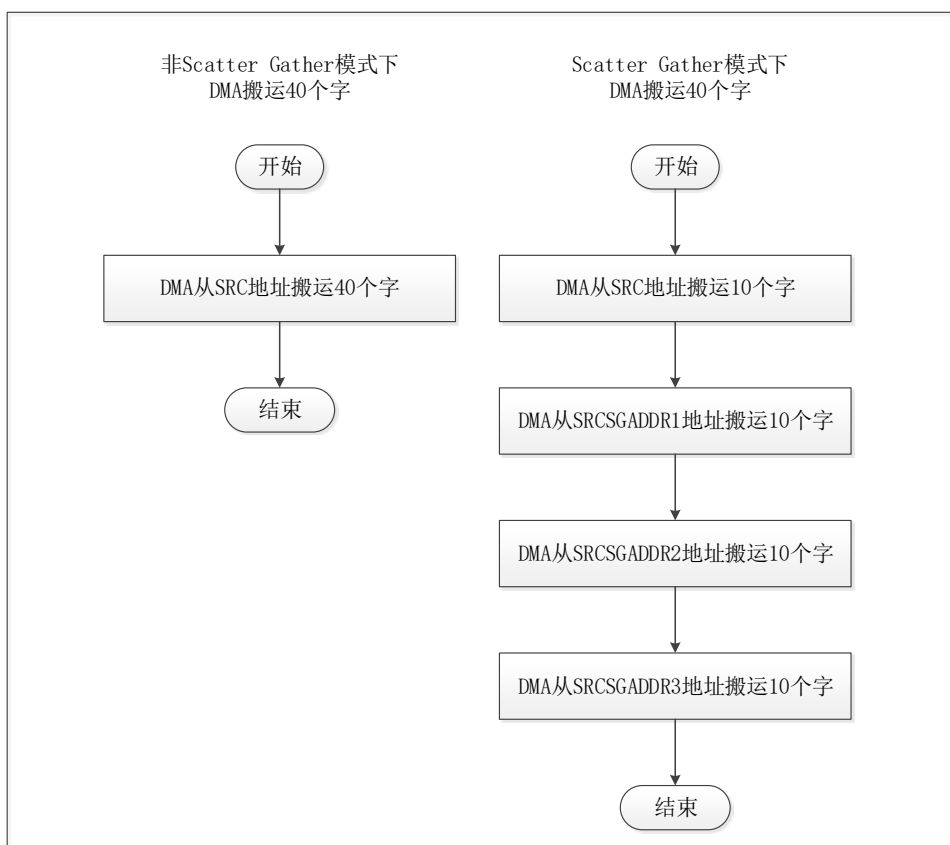 非Scatter Gather模式下
DMA搬运40个字
开始
DMA从SRC地址搬运40个字
结束
Scatter Gather模式下
DMA搬运40个字
开始
DMA从SRC地址搬运10个字
DMA从SRCSGADDR1地址搬运10个字
DMA从SRCSGADDR2地址搬运10个字
DMA从SRCSGADDR3地址搬运10个字
结束